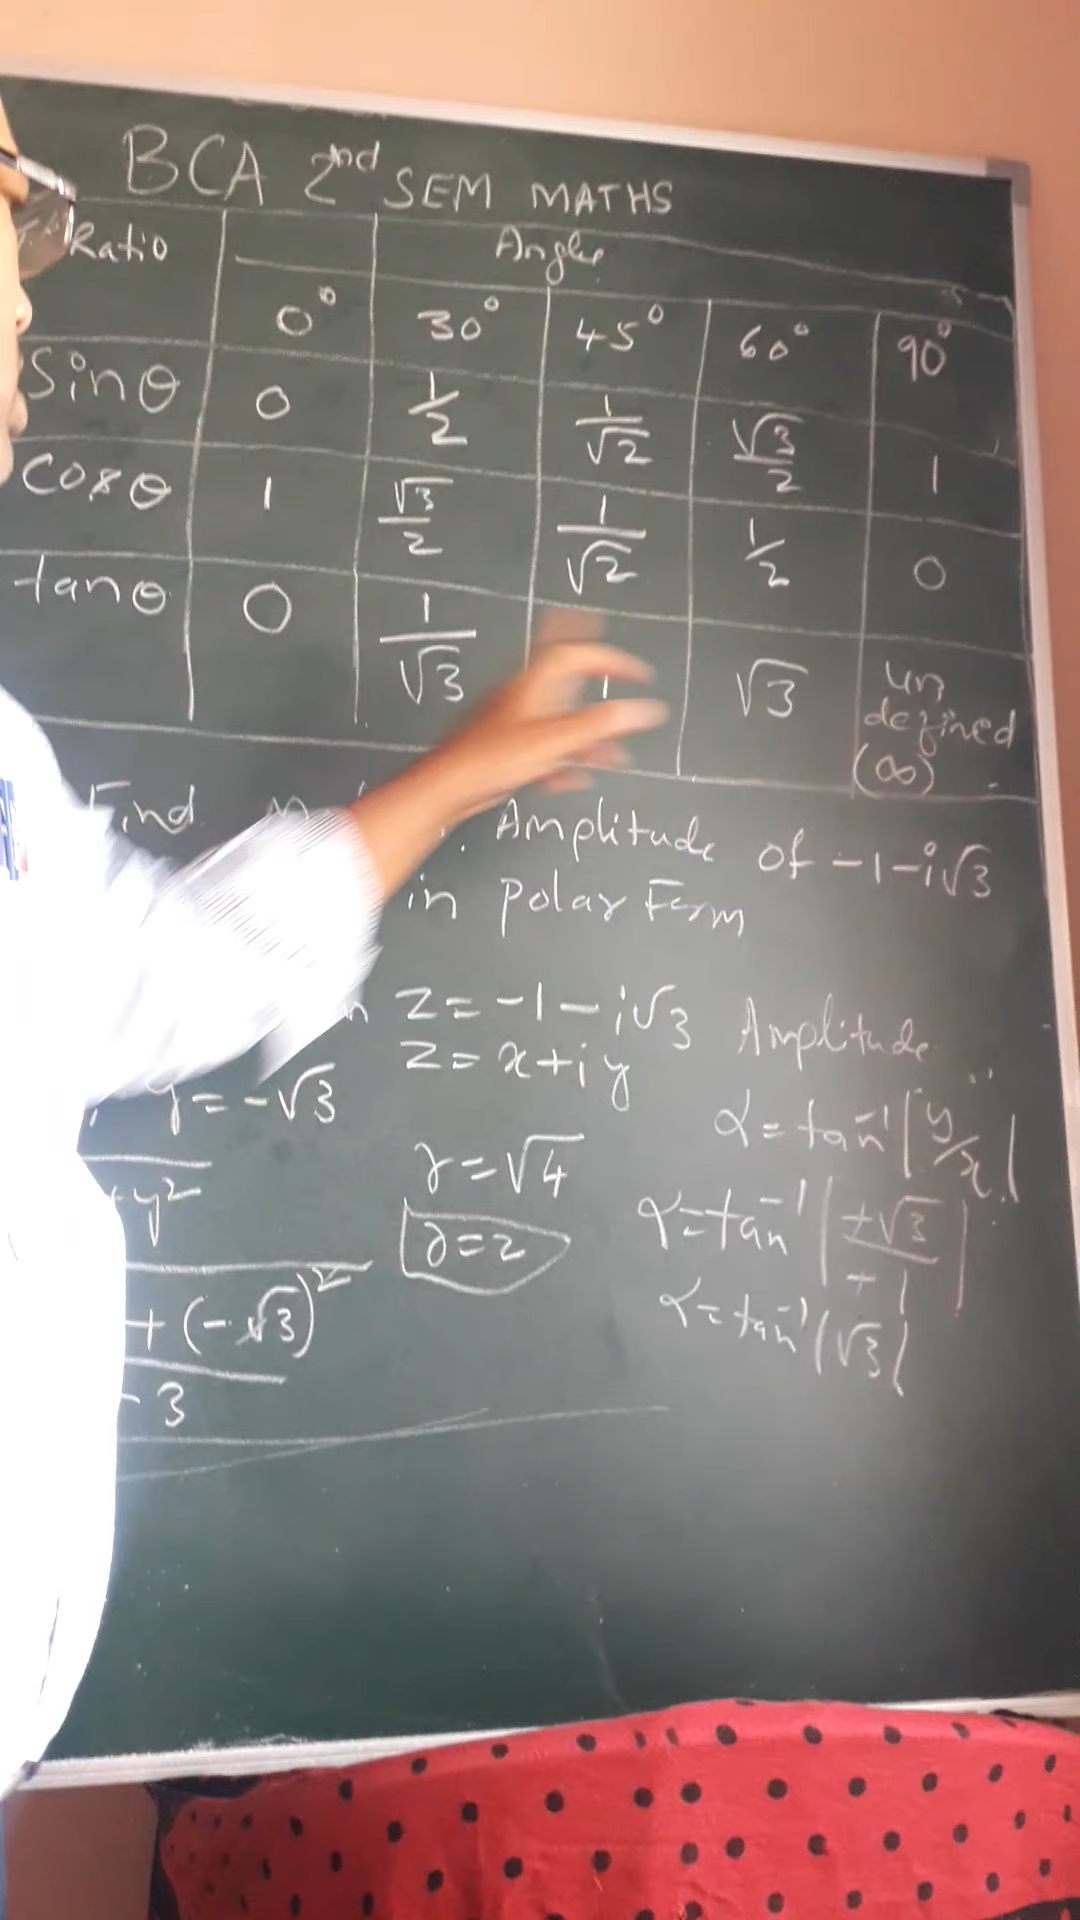 BCA 2nd SEM MATHS
Ratio Angle
0° 30° 45° 60° 90°
Sinθ 0 1/2 1/√2 √3/2 1
Cosθ 1 √3/2 1/√2 1/2 0
tanθ 0 1/√3 1 √3 undefined (∞)
Find Amplitude of -1-i√3
in polar Form
z=-1-i√3 Amplitude
z=x+iy
y=-√3
α=tan⁻¹|y/x|
y² r=√4
α=tan⁻¹|+√3/+1|
r=2
+(-√3)²
α=tan⁻¹|√3|
3